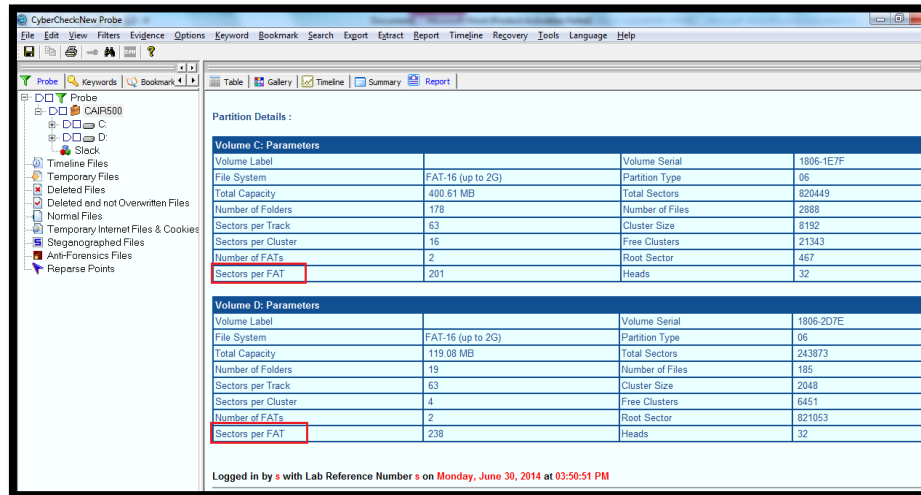 CyberCheck:New Probe
File Edit View Filters Evidence Options Keyword Bookmark Search Export Extract Report Timeline Recovery Tools Language Help
Probe Keywords Bookmark Table Gallery Timeline Summary Report
Probe
CAIR500
C:
D:
Slack
Timeline Files
Temporary Files
Deleted Files
Deleted and not Overwritten Files
Normal Files
Temporary Internet Files & Cookies
Steganographed Files
Anti-Forensics Files
Reparse Points
Partition Details :
Volume C: Parameters
Volume Label Volume Serial 1806-1E7F
File System FAT-16 (up to 2G) Partition Type 06
Total Capacity 400.61 MB Total Sectors 820449
Number of Folders 178 Number of Files 2888
Sectors per Track 63 Cluster Size 8192
Sectors per Cluster 16 Free Clusters 21343
Number of FATs 2 Root Sector 467
Sectors per FAT 201 Heads 32
Volume D: Parameters
Volume Label Volume Serial 1806-2D7E
File System FAT-16 (up to 2G) Partition Type 06
Total Capacity 119.08 MB Total Sectors 243873
Number of Folders 19 Number of Files 185
Sectors per Track 63 Cluster Size 2048
Sectors per Cluster 4 Free Clusters 6451
Number of FATs 2 Root Sector 821053
Sectors per FAT 238 Heads 32
Logged in by s with Lab Reference Number s on Monday, June 30, 2014 at 03:50:51 PM